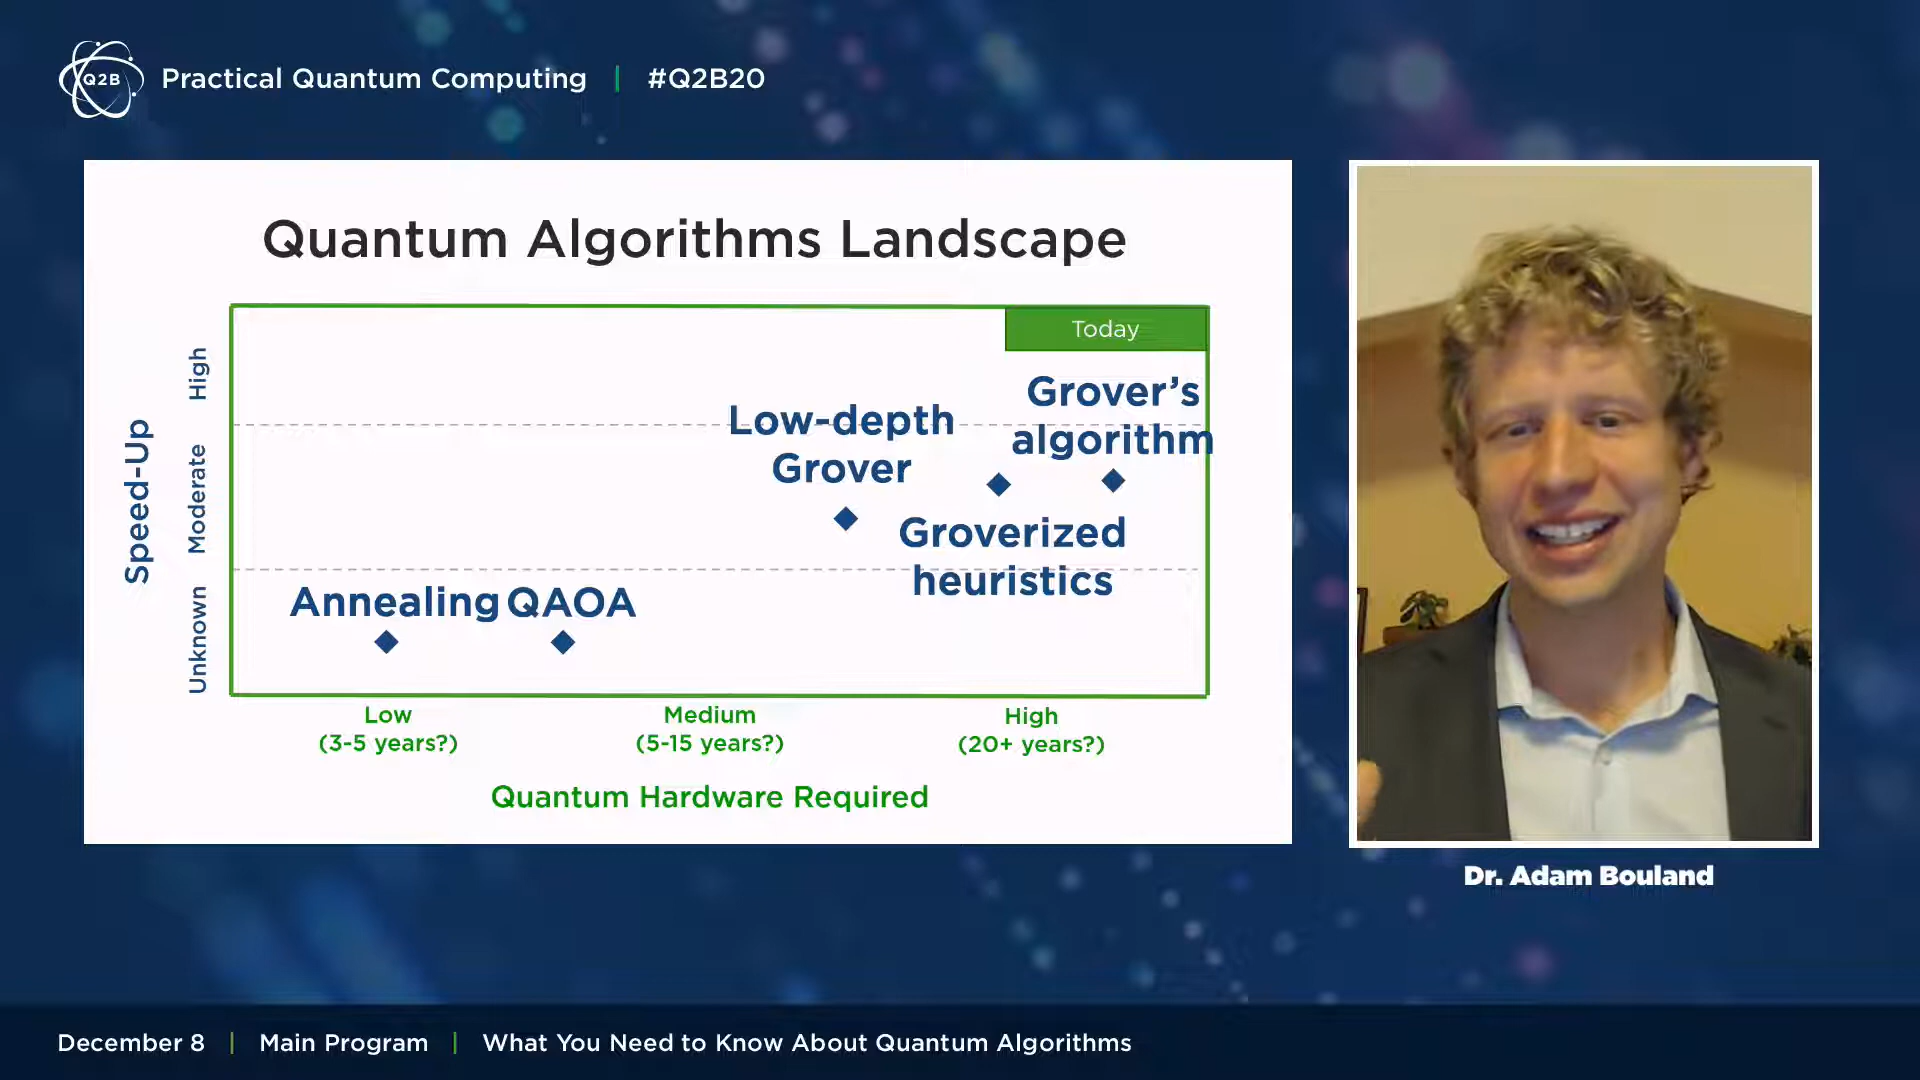 Q2B
Practical Quantum Computing | #Q2B20
Quantum Algorithms Landscape
Today
Speed-Up
High
Moderate
Unknown
Grover's
algorithm
Low-depth
Grover
Groverized
heuristics
Annealing
QAOA
Low
(3-5 years?)
Medium
(5-15 years?)
High
(20+ years?)
Quantum Hardware Required
Dr. Adam Bouland
December 8 | Main Program | What You Need to Know About Quantum Algorithms